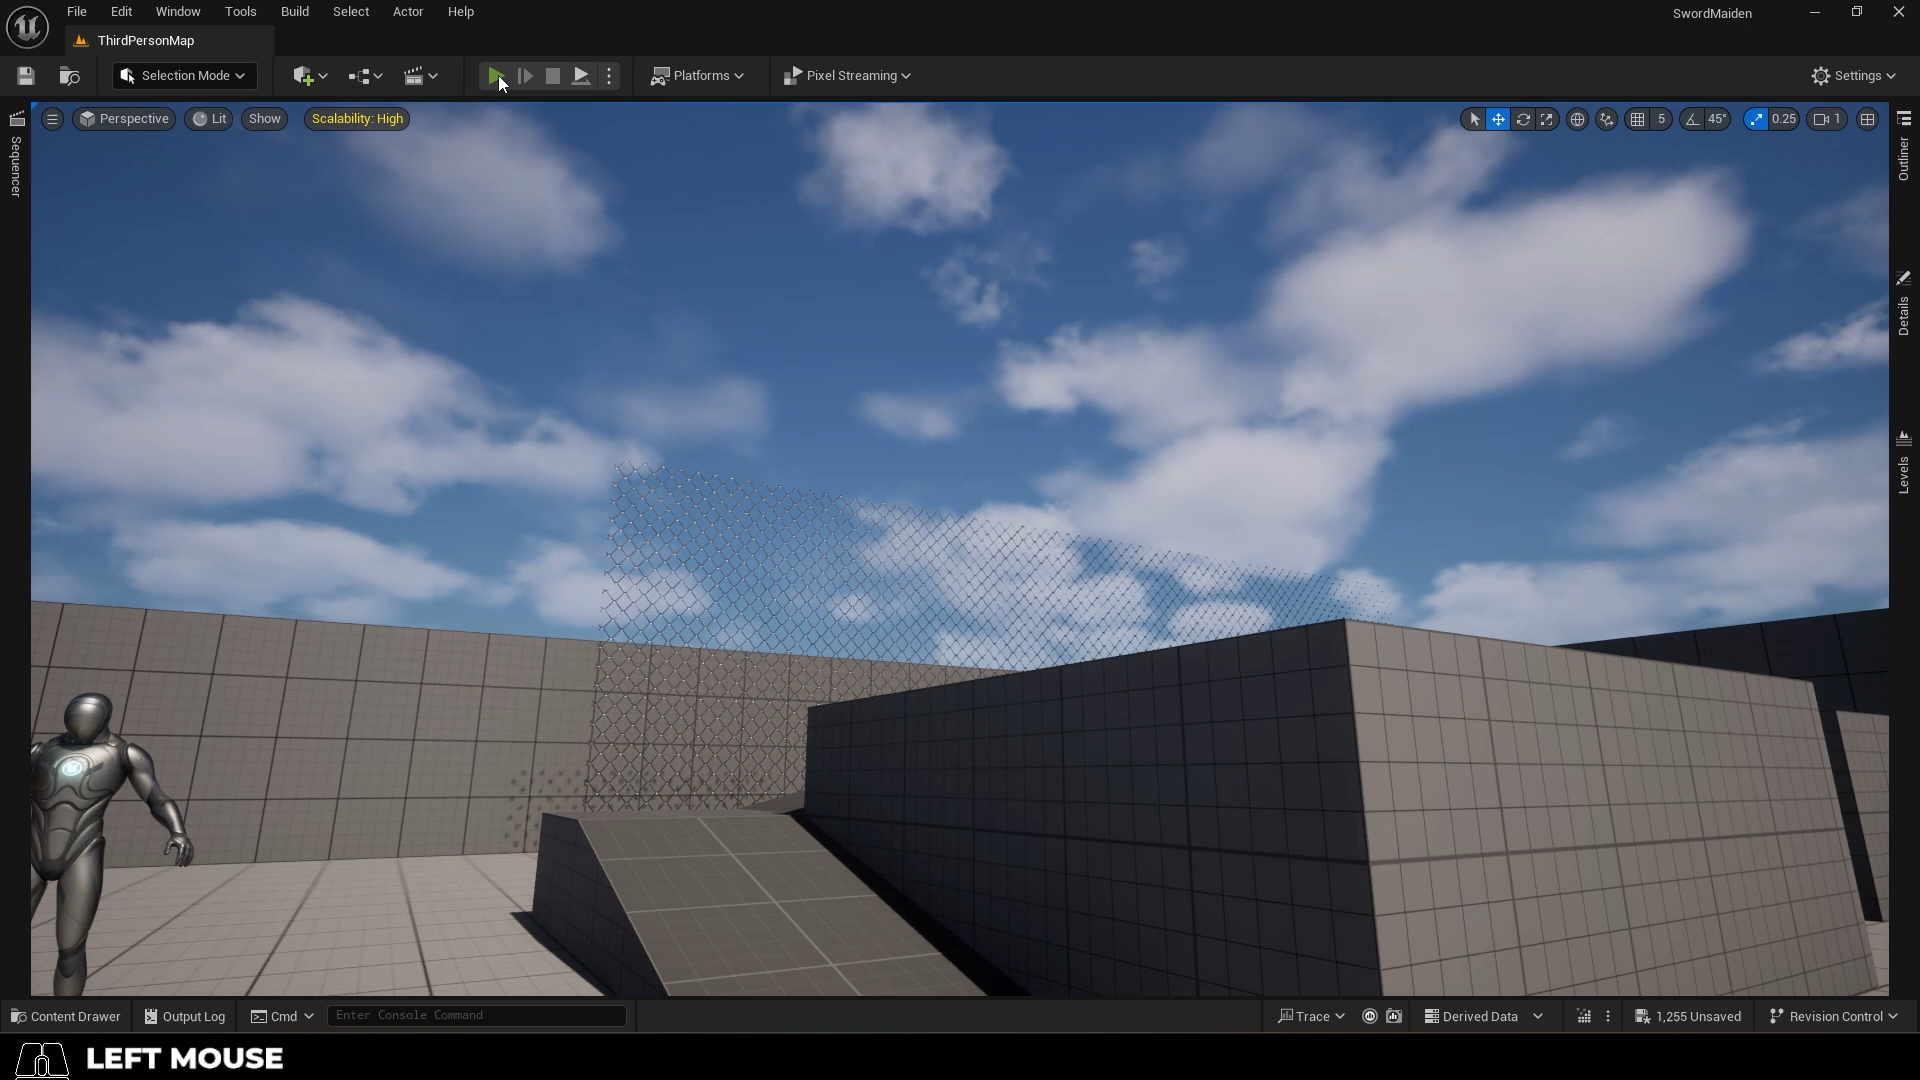 File Edit Window Tools Build Select Actor Help
SwordMaiden
ThirdPersonMap
Selection Mode
Platforms
Pixel Streaming
Settings
Perspective Lit Show Scalability: High
5 45° 0.25 1
Sequencer
Outliner
Details
Levels
Content Drawer Output Log Cmd Enter Console Command
Trace Derived Data 1,255 Unsaved Revision Control
LEFT MOUSE